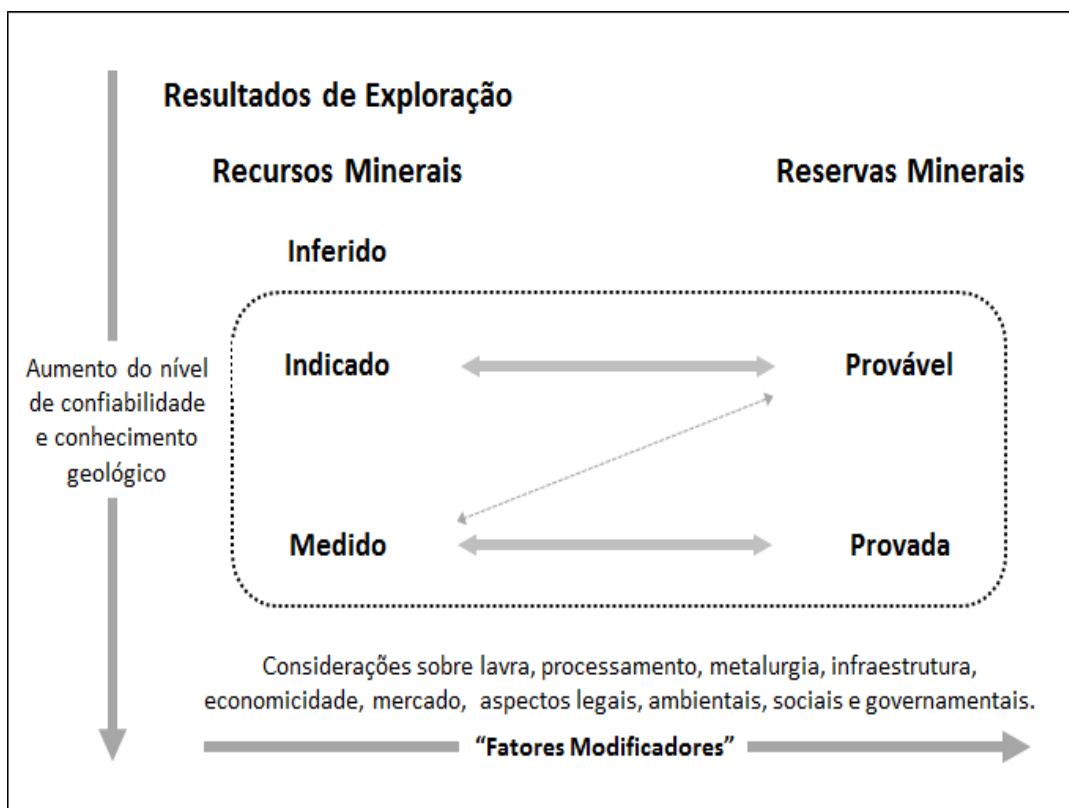 Resultados de Exploração
Recursos Minerais
Reservas Minerais
Inferido
Indicado
Provável
Aumento do nível
de confiabilidade
e conhecimento
geológico
Medido
Provada
Considerações sobre lavra, processamento, metalurgia, infraestrutura,
economicidade, mercado, aspectos legais, ambientais, sociais e governamentais.
“Fatores Modificadores”